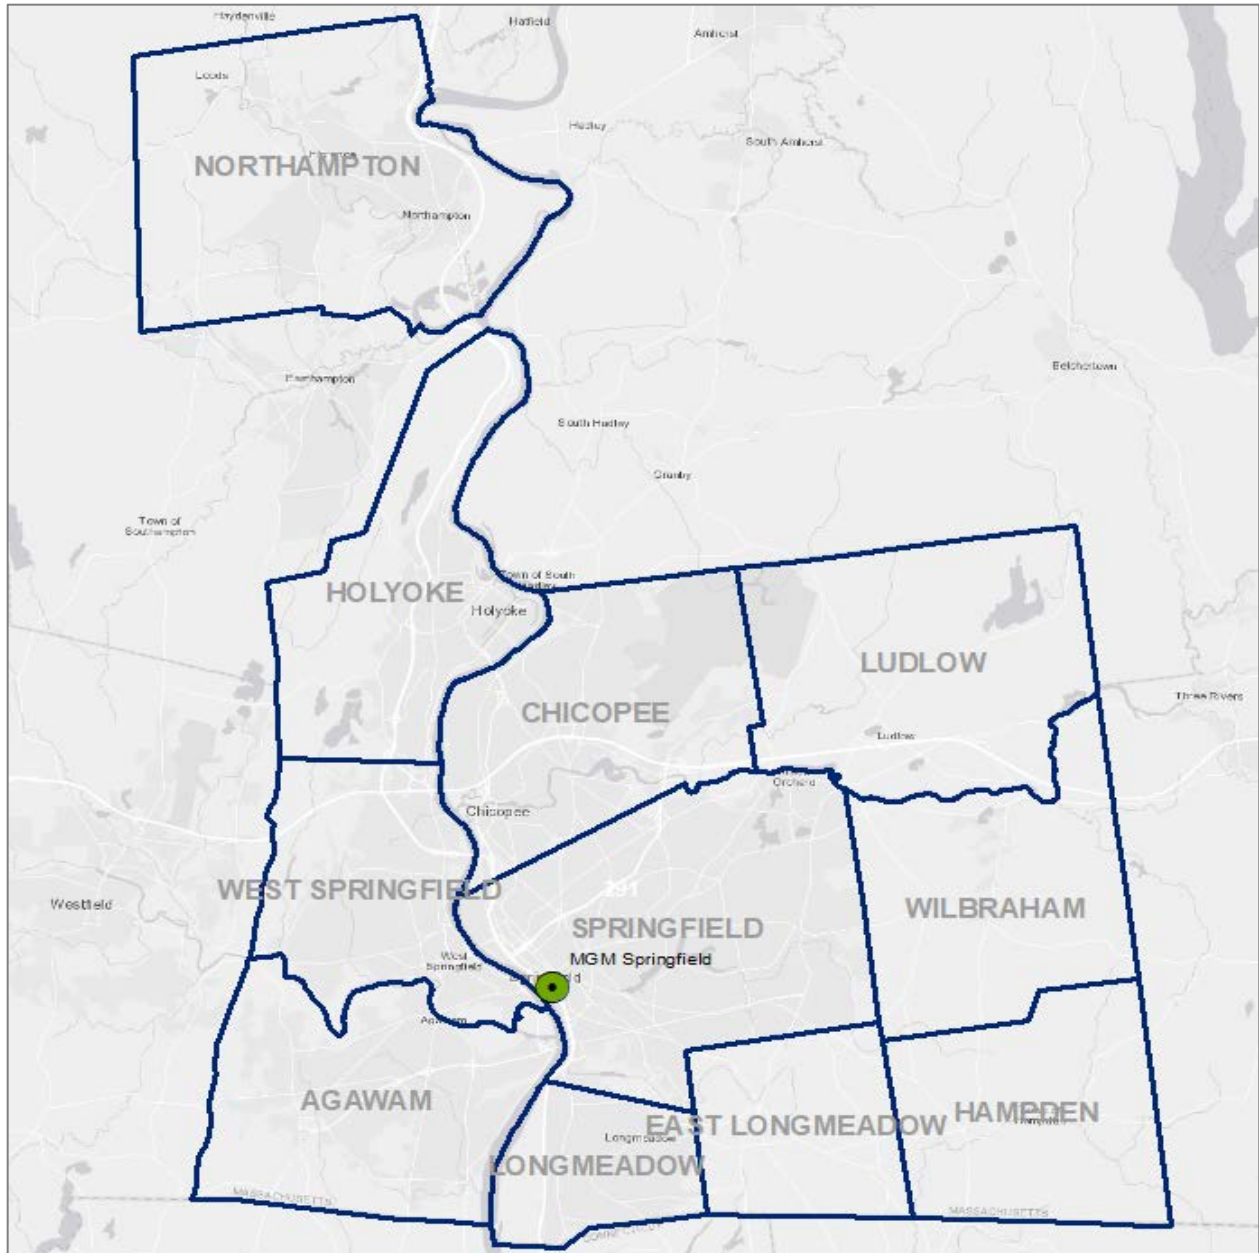 Haydenville
Hatfield
Amherst
Leeds
Hadley
South Amherst
NORTHAMPTON
Northampton
Belchertown
Easthampton
South Hadley
Granby
Town of
Southampton
Town of South
Hadley
HOLYOKE
Holyoke
LUDLOW
Three Rivers
CHICOPEE
Ludlow
Orchard
Chicopee
WEST SPRINGFIELD
291
Westfield
WILBRAHAM
SPRINGFIELD
West
Springfield
MGM Springfield
Agawam
AGAWAM
HAMPDEN
EAST LONGMEADOW
Longmeadow
LONGMEADOW
MASSACHUSETTS
MASSACHUSETTS
CONNECTICUT